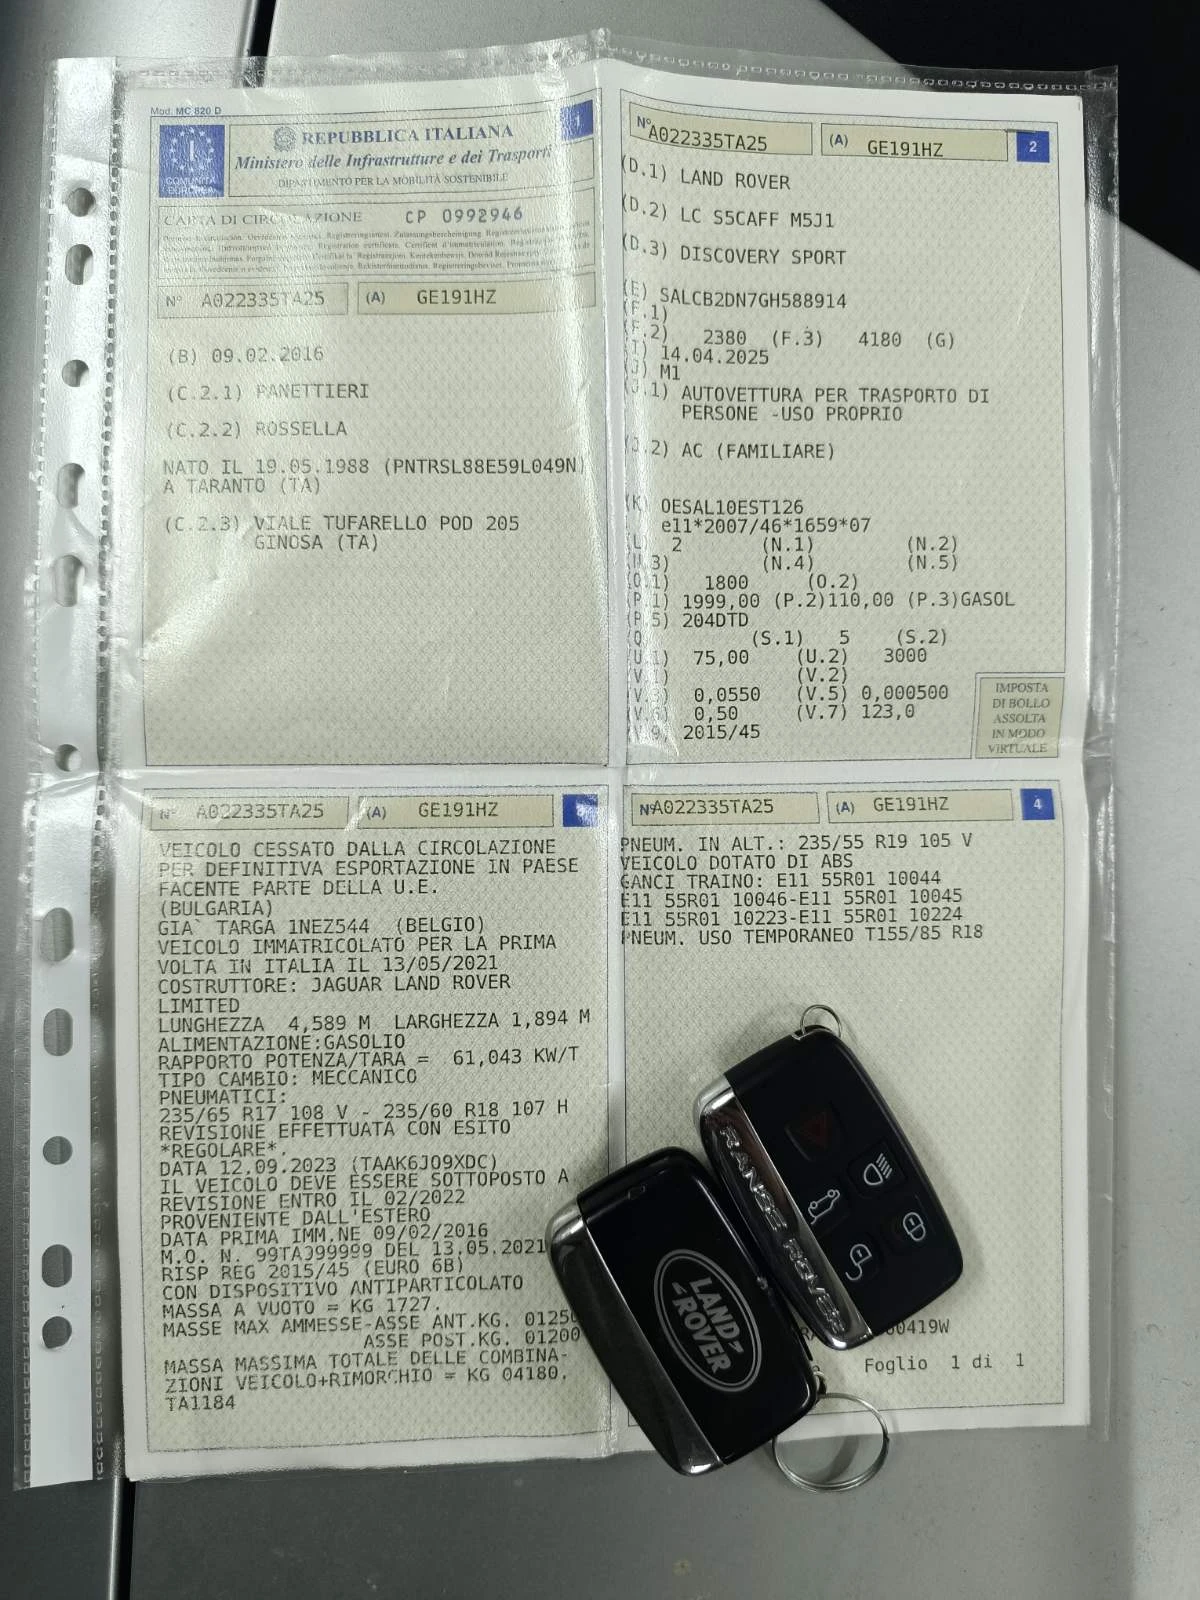 Mod. MC 820 D
1
COMUNITÀ EUROPEA
REPUBBLICA ITALIANA
Ministero delle Infrastrutture e dei Trasporti
DIPARTIMENTO PER LA MOBILITÀ SOSTENIBILE
CARTA DI CIRCOLAZIONE CP 0992946
N° A022335TA25 (A) GE191HZ
(B) 09.02.2016
(C.2.1) PANETTIERI
(C.2.2) ROSSELLA
NATO IL 19.05.1988 (PNTRSL88E59L049N)
A TARANTO (TA)
(C.2.3) VIALE TUFARELLO POD 205
GINOSA (TA)
N° A022335TA25 (A) GE191HZ 2
(D.1) LAND ROVER
(D.2) LC S5CAFF M5J1
(D.3) DISCOVERY SPORT
(E) SALCB2DN7GH588914
(F.1)
(F.2) 2380 (F.3) 4180 (G)
(I) 14.04.2025
(J) M1
(J.1) AUTOVETTURA PER TRASPORTO DI
PERSONE -USO PROPRIO
(J.2) AC (FAMILIARE)
(K) OESAL10EST126
e11*2007/46*1659*07
(L) 2 (N.1) (N.2)
(N.3) (N.4) (N.5)
(O.1) 1800 (O.2)
(P.1) 1999,00 (P.2)110,00 (P.3)GASOL
(P.5) 204DTD
(Q) (S.1) 5 (S.2)
(U.1) 75,00 (U.2) 3000
(V.1) (V.2)
(V.3) 0,0550 (V.5) 0,000500
(V.6) 0,50 (V.7) 123,0
(V.9) 2015/45
IMPOSTA
DI BOLLO
ASSOLTA
IN MODO
VIRTUALE
N° A022335TA25 (A) GE191HZ 3
VEICOLO CESSATO DALLA CIRCOLAZIONE
PER DEFINITIVA ESPORTAZIONE IN PAESE
FACENTE PARTE DELLA U.E.
(BULGARIA)
GIA` TARGA 1NEZ544 (BELGIO)
VEICOLO IMMATRICOLATO PER LA PRIMA
VOLTA IN ITALIA IL 13/05/2021
COSTRUTTORE: JAGUAR LAND ROVER
LIMITED
LUNGHEZZA 4,589 M LARGHEZZA 1,894 M
ALIMENTAZIONE:GASOLIO
RAPPORTO POTENZA/TARA = 61,043 KW/T
TIPO CAMBIO: MECCANICO
PNEUMATICI:
235/65 R17 108 V - 235/60 R18 107 H
REVISIONE EFFETTUATA CON ESITO
*REGOLARE*.
DATA 12.09.2023 (TAAK6J09XDC)
IL VEICOLO DEVE ESSERE SOTTOPOSTO A
REVISIONE ENTRO IL 02/2022
PROVENIENTE DALL'ESTERO
DATA PRIMA IMM.NE 09/02/2016
M.O. N. 99TAJ99999 DEL 13.05.2021
RISP REG 2015/45 (EURO 6B)
CON DISPOSITIVO ANTIPARTICOLATO
MASSA A VUOTO = KG 1727.
MASSE MAX AMMESSE-ASSE ANT.KG. 01250
ASSE POST.KG. 01200
MASSA MASSIMA TOTALE DELLE COMBINA-
ZIONI VEICOLO+RIMORCHIO = KG 04180.
TA1184
N° A022335TA25 (A) GE191HZ 4
PNEUM. IN ALT.: 235/55 R19 105 V
VEICOLO DOTATO DI ABS
GANCI TRAINO: E11 55R01 10044
E11 55R01 10046-E11 55R01 10045
E11 55R01 10223-E11 55R01 10224
PNEUM. USO TEMPORANEO T155/85 R18
RANGE ROVER
LAND ROVER
00419W
Foglio 1 di 1